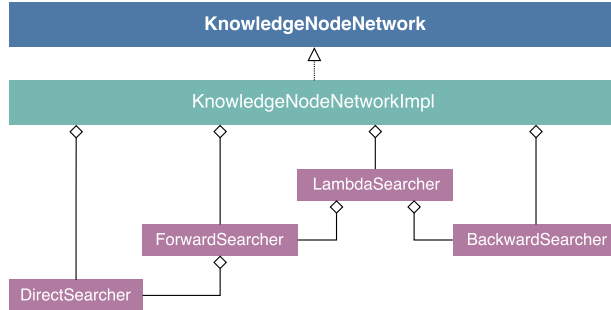 KnowledgeNodeNetwork
KnowledgeNodeNetworkImpl
LambdaSearcher
ForwardSearcher
BackwardSearcher
DirectSearcher